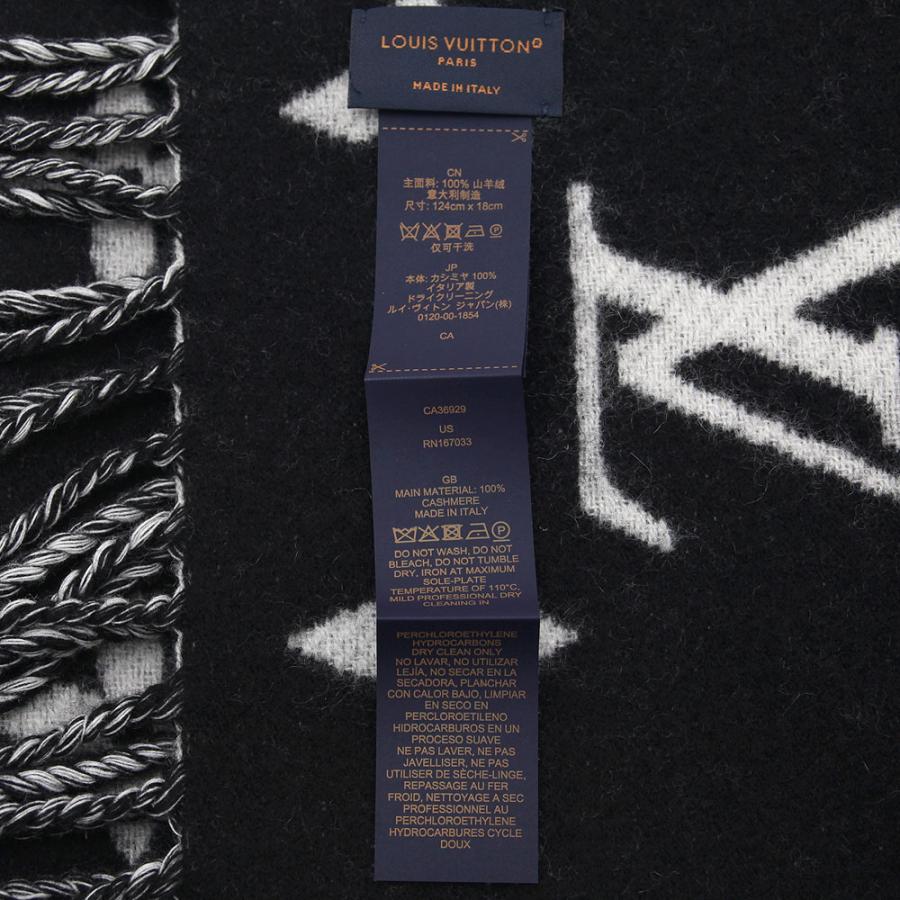 LOUIS VUITTON
PARIS
MADE IN ITALY
CN
主面料: 100% 山羊绒
意大利制造
尺寸: 124cm x 18cm
P
仅可干洗
JP
本体: カシミヤ 100%
イタリア製
ドライクリーニング
ルイ・ヴィトン ジャパン(株)
0120-00-1854
CA
CA36929
US
RN167033
GB
MAIN MATERIAL: 100%
CASHMERE
MADE IN ITALY
P
DO NOT WASH, DO NOT
BLEACH, DO NOT TUMBLE
DRY, IRON AT MAXIMUM
SOLE-PLATE
TEMPERATURE OF 110°C,
MILD PROFESSIONAL DRY
CLEANING IN
PERCHLOROETHYLENE
HYDROCARBONS
DRY CLEAN ONLY
NO LAVAR, NO UTILIZAR
LEJÍA, NO SECAR EN LA
SECADORA, PLANCHAR
CON CALOR BAJO, LIMPIAR
EN SECO EN
PERCLOROETILENO
HIDROCARBUROS EN UN
PROCESO SUAVE
NE PAS LAVER, NE PAS
JAVELLISER, NE PAS
UTILISER DE SÈCHE-LINGE,
REPASSAGE AU FER
FROID, NETTOYAGE A SEC
PROFESSIONNEL AU
PERCHLOROETHYLENE
HYDROCARBURES CYCLE
DOUX